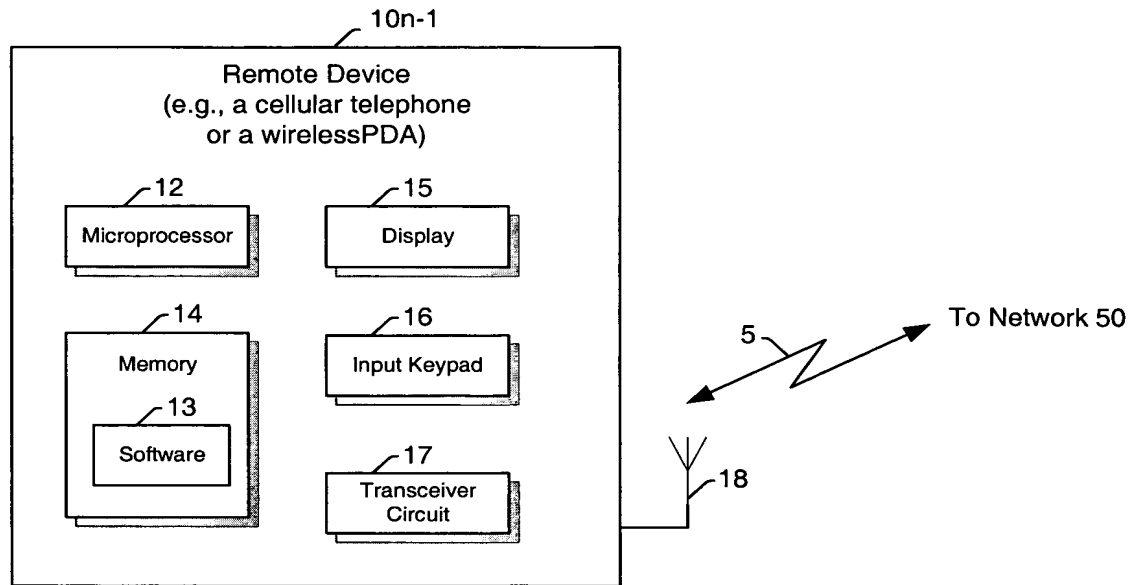 10n-1
Remote Device
(e.g., a cellular telephone
or a wirelessPDA)
12
Microprocessor
15
Display
14
Memory
13
Software
16
Input Keypad
17
Transceiver
Circuit
5
To Network 50
18